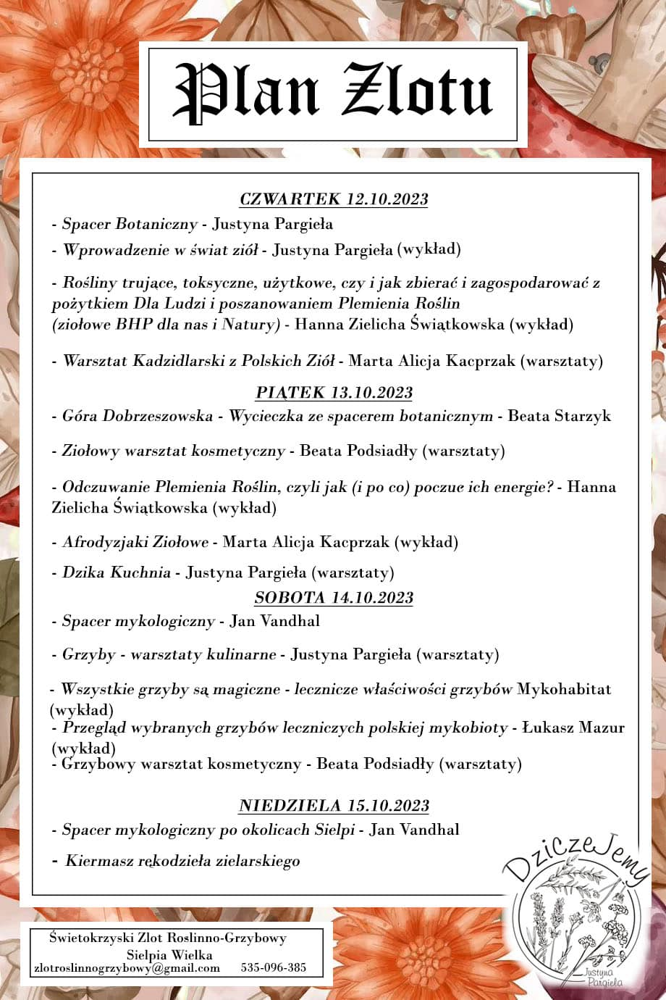 Plan Zlotu
CZWARTEK 12.10.2023
- Spacer Botaniczny - Justyna Pargieła
- Wprowadzenie w świat ziół - Justyna Pargieła (wykład)
- Rośliny trujące, toksyczne, użytkowe, czy i jak zbierać i zagospodarować z
pożytkiem Dla Ludzi i poszanowaniem Plemienia Roślin
(ziołowe BHP dla nas i Natury) - Hanna Zielicha Świątkowska (wykład)
- Warsztat Kadzidlarski z Polskich Ziół - Marta Alicja Kacprzak (warsztaty)
PIĄTEK 13.10.2023
- Góra Dobrzeszowska - Wycieczka ze spacerem botanicznym - Beata Starzyk
- Ziołowy warsztat kosmetyczny - Beata Podsiadły (warsztaty)
- Odczuwanie Plemienia Roślin, czyli jak (i po co) poczuc ich energie? - Hanna
Zielicha Świątkowska (wykład)
- Afrodyzjaki Ziołowe - Marta Alicja Kacprzak (wykład)
- Dzika Kuchnia - Justyna Pargieła (warsztaty)
SOBOTA 14.10.2023
- Spacer mykologiczny - Jan Vandhal
- Grzyby - warsztaty kulinarne - Justyna Pargieła (warsztaty)
- Wszystkie grzyby są magiczne - lecznicze właściwości grzybów Mykohabitat
(wykład)
- Przegląd wybranych grzybów leczniczych polskiej mykobioty - Łukasz Mazur
(wykład)
- Grzybowy warsztat kosmetyczny - Beata Podsiadły (warsztaty)
NIEDZIELA 15.10.2023
- Spacer mykologiczny po okolicach Sielpi - Jan Vandhal
- Kiermasz rękodzieła zielarskiego
DziczeJemy
Justyna
Pargieła
Świetokrzyski Zlot Roslinno-Grzybowy
Sielpia Wielka
zlotroslinnogrzybowy@gmail.com 535-096-385